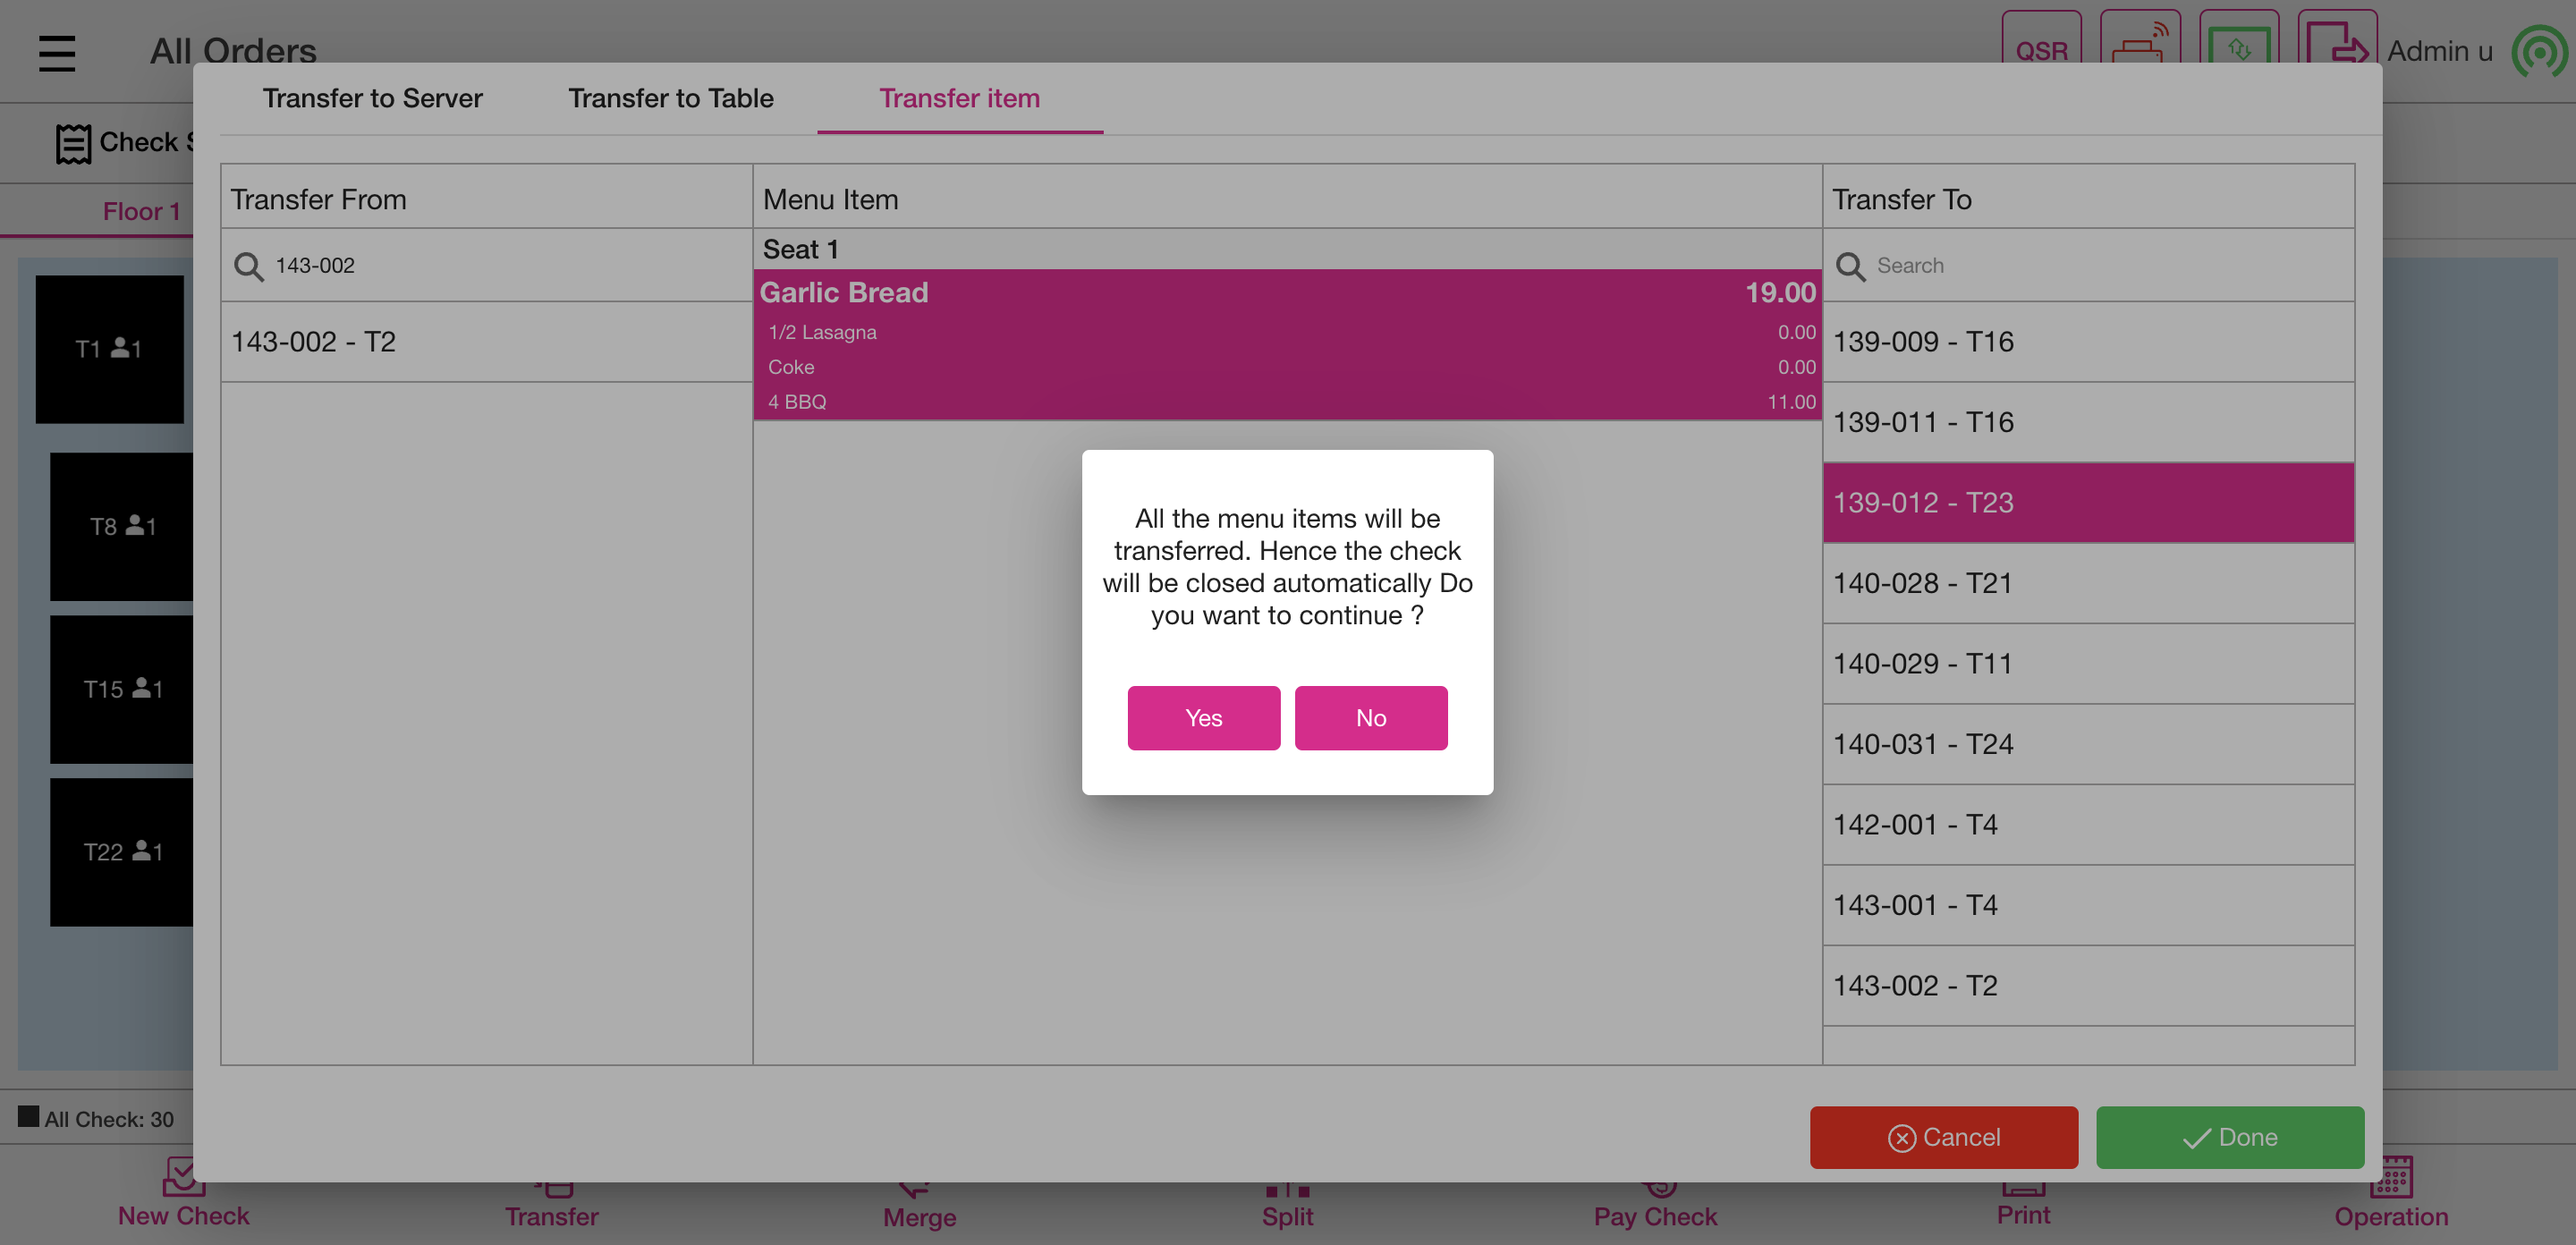 All Orders
QSR
Admin u
Transfer to Server
Transfer to Table
Transfer item
Check
Floor 1
Transfer From
Menu Item
Transfer To
143-002
Seat 1
Search
Garlic Bread 19.00
1/2 Lasagna 0.00
Coke 0.00
4 BBQ 11.00
143-002 - T2
139-009 - T16
139-011 - T16
139-012 - T23
140-028 - T21
140-029 - T11
140-031 - T24
142-001 - T4
143-001 - T4
143-002 - T2
T1 1
T8 1
T15 1
T22 1
All the menu items will be
transferred. Hence the check
will be closed automatically Do
you want to continue ?
Yes
No
All Check: 30
Cancel
Done
New Check
Transfer
Merge
Split
Pay Check
Print
Operation